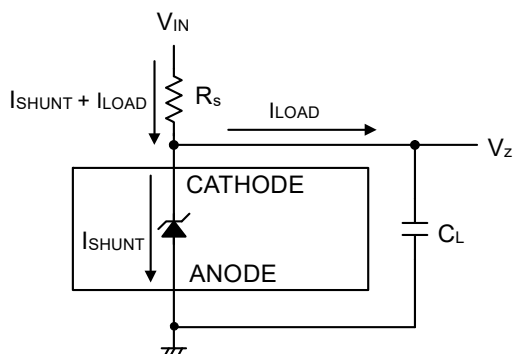 VIN
ISHUNT + ILOAD
Rs
ILOAD
Vz
CATHODE
ISHUNT
CL
ANODE